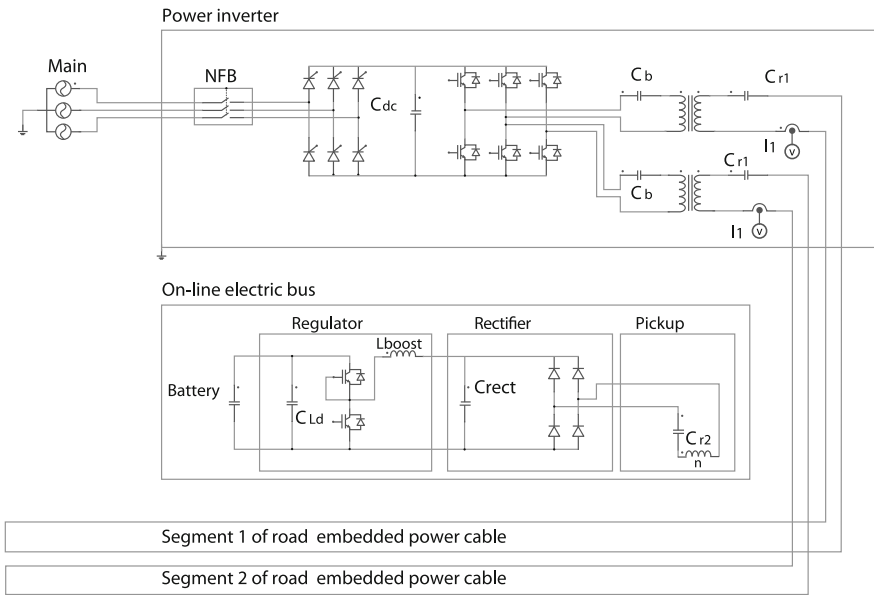 Power inverter
Main
NFB
Cdc
Cb
Cr1
I1
v
Cr1
Cb
I1
v
On-line electric bus
Regulator
Rectifier
Pickup
Lboost
Battery
CLd
Crect
Cr2
n
Segment 1 of road embedded power cable
Segment 2 of road embedded power cable